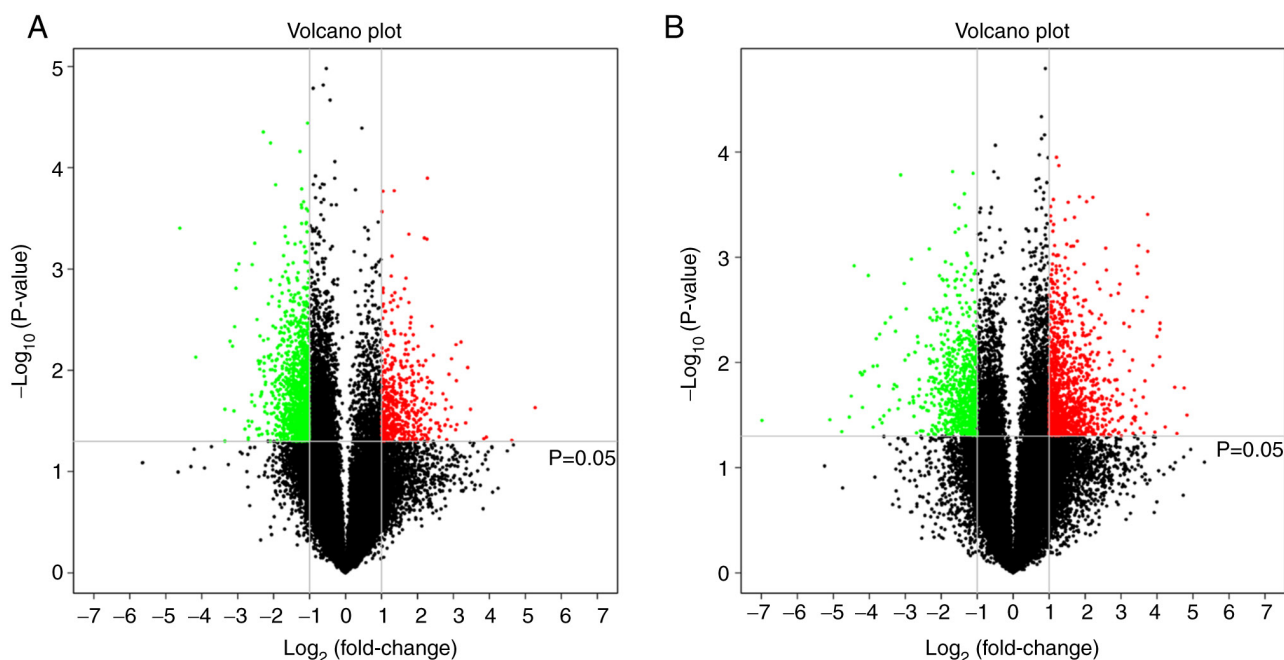 A
Volcano plot
5
4
3
2
1
0
–Log10 (P-value)
P=0.05
–7 –6 –5 –4 –3 –2 –1 0 1 2 3 4 5 6 7
Log2 (fold-change)
B
Volcano plot
4
3
2
1
0
–Log10 (P-value)
P=0.05
–7 –6 –5 –4 –3 –2 –1 0 1 2 3 4 5 6 7
Log2 (fold-change)